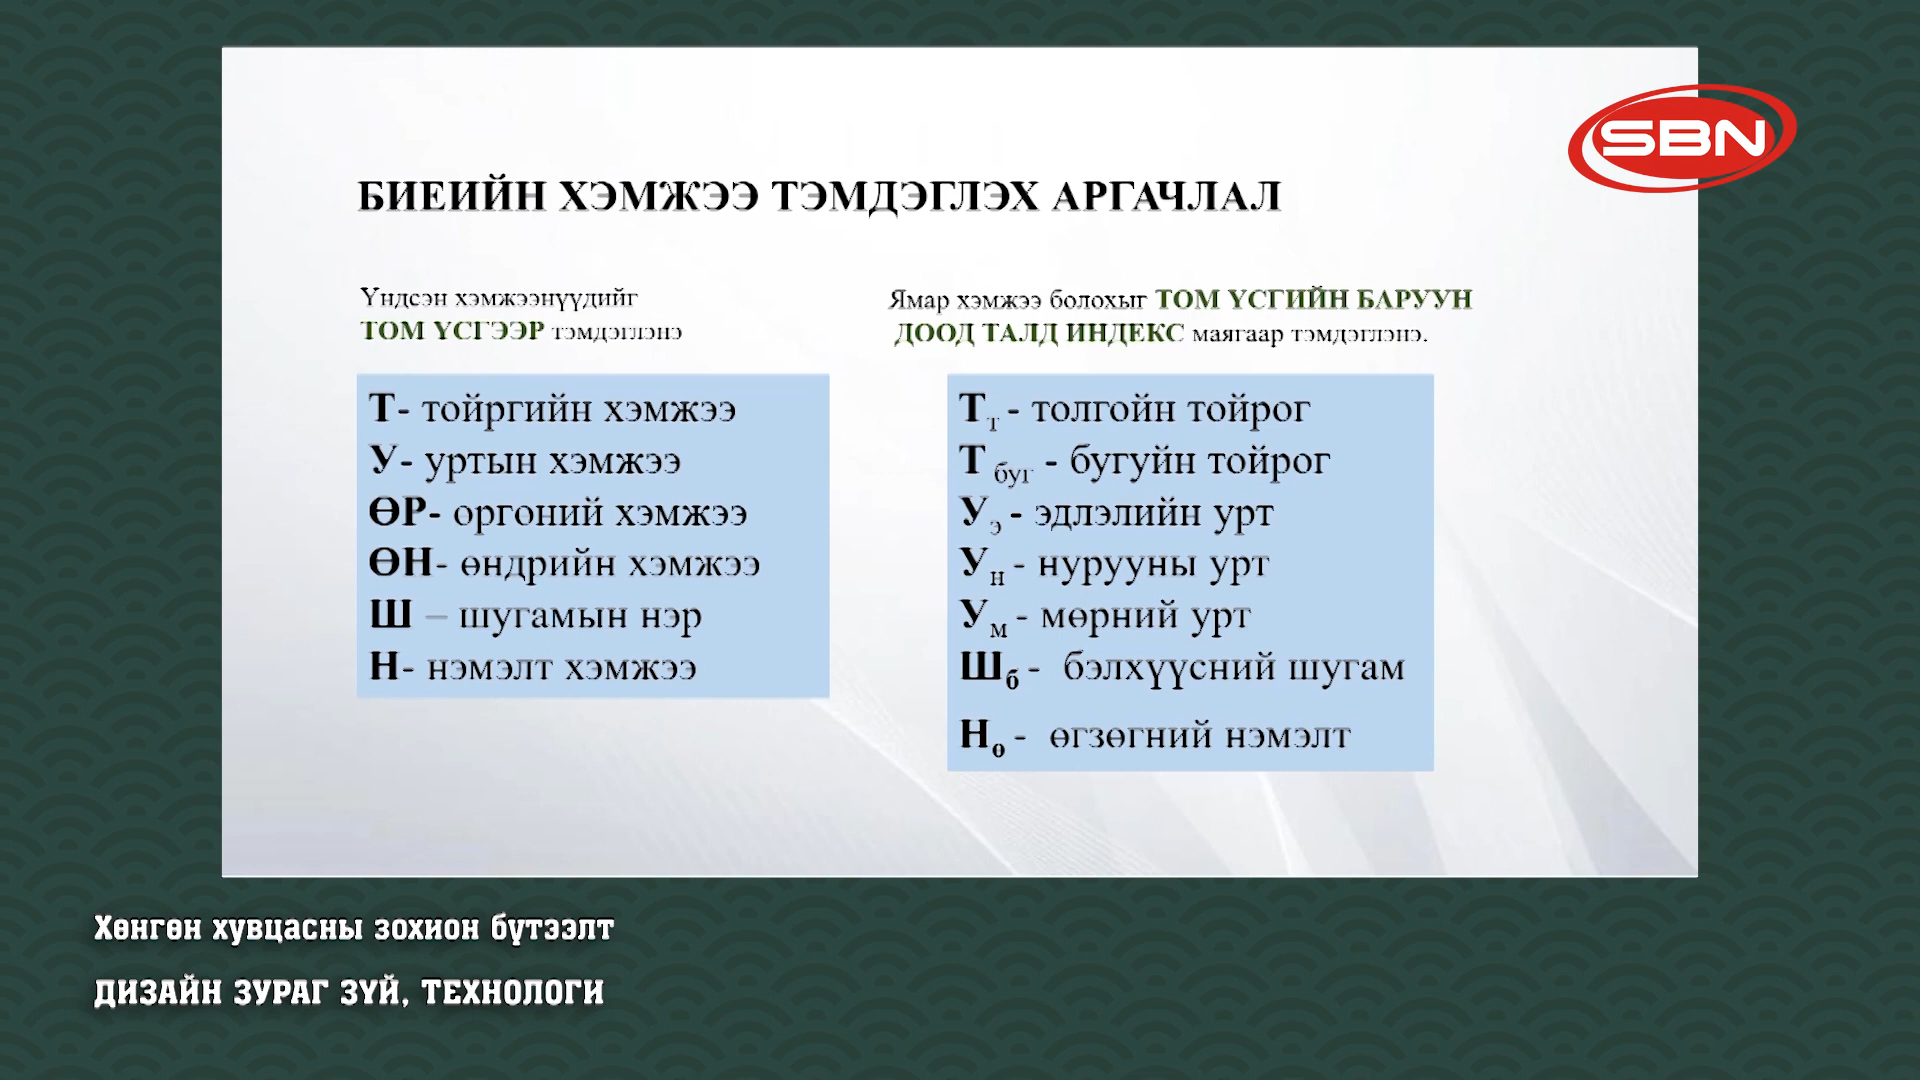 SBN
БИЕИЙН ХЭМЖЭЭ ТЭМДЭГЛЭХ АРГАЧЛАЛ
Үндсэн хэмжээнүүдийг
ТОМ ҮСГЭЭР тэмдэглэнэ
Т- тойргийн хэмжээ
У- уртын хэмжээ
ӨР- оргоний хэмжээ
ӨН- өндрийн хэмжээ
Ш – шугамын нэр
Н- нэмэлт хэмжээ
Ямар хэмжээ болохыг ТОМ ҮСГИЙН БАРУУН
ДООД ТАЛД ИНДЕКС маягаар тэмдэглэнэ.
Тт - толгойн тойрог
Т буг - бугуйн тойрог
Уэ - эдлэлийн урт
Ун - нурууны урт
Ум - мөрний урт
Шб - бэлхүүсний шугам
Но - өгзөгний нэмэлт
Хөнгөн хувцасны зохион бүтээлт
ДИЗАЙН ЗУРАГ ЗҮЙ, ТЕХНОЛОГИ